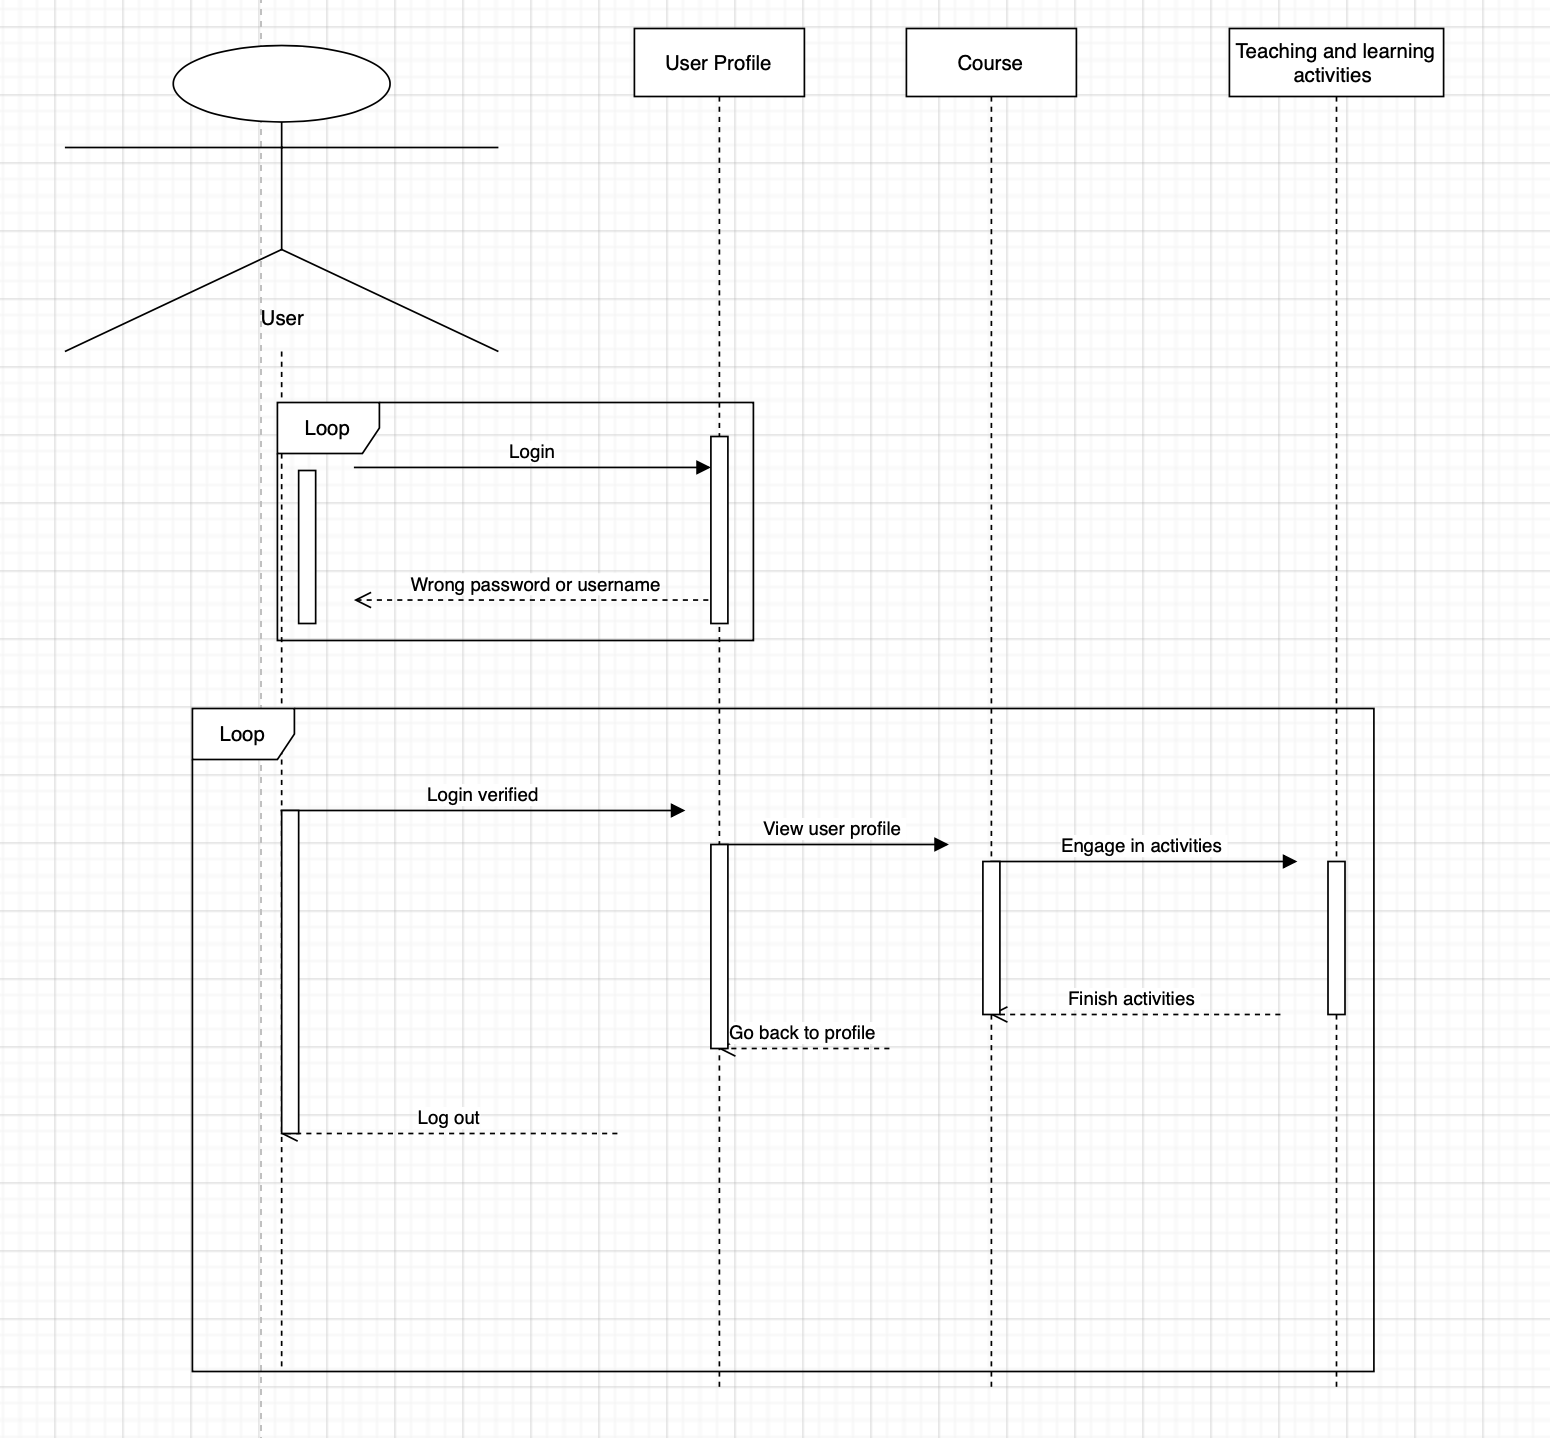 User Profile
Course
Teaching and learning
activities
User
Loop
Login
Wrong password or username
Loop
Login verified
View user profile
Engage in activities
Finish activities
Go back to profile
Log out